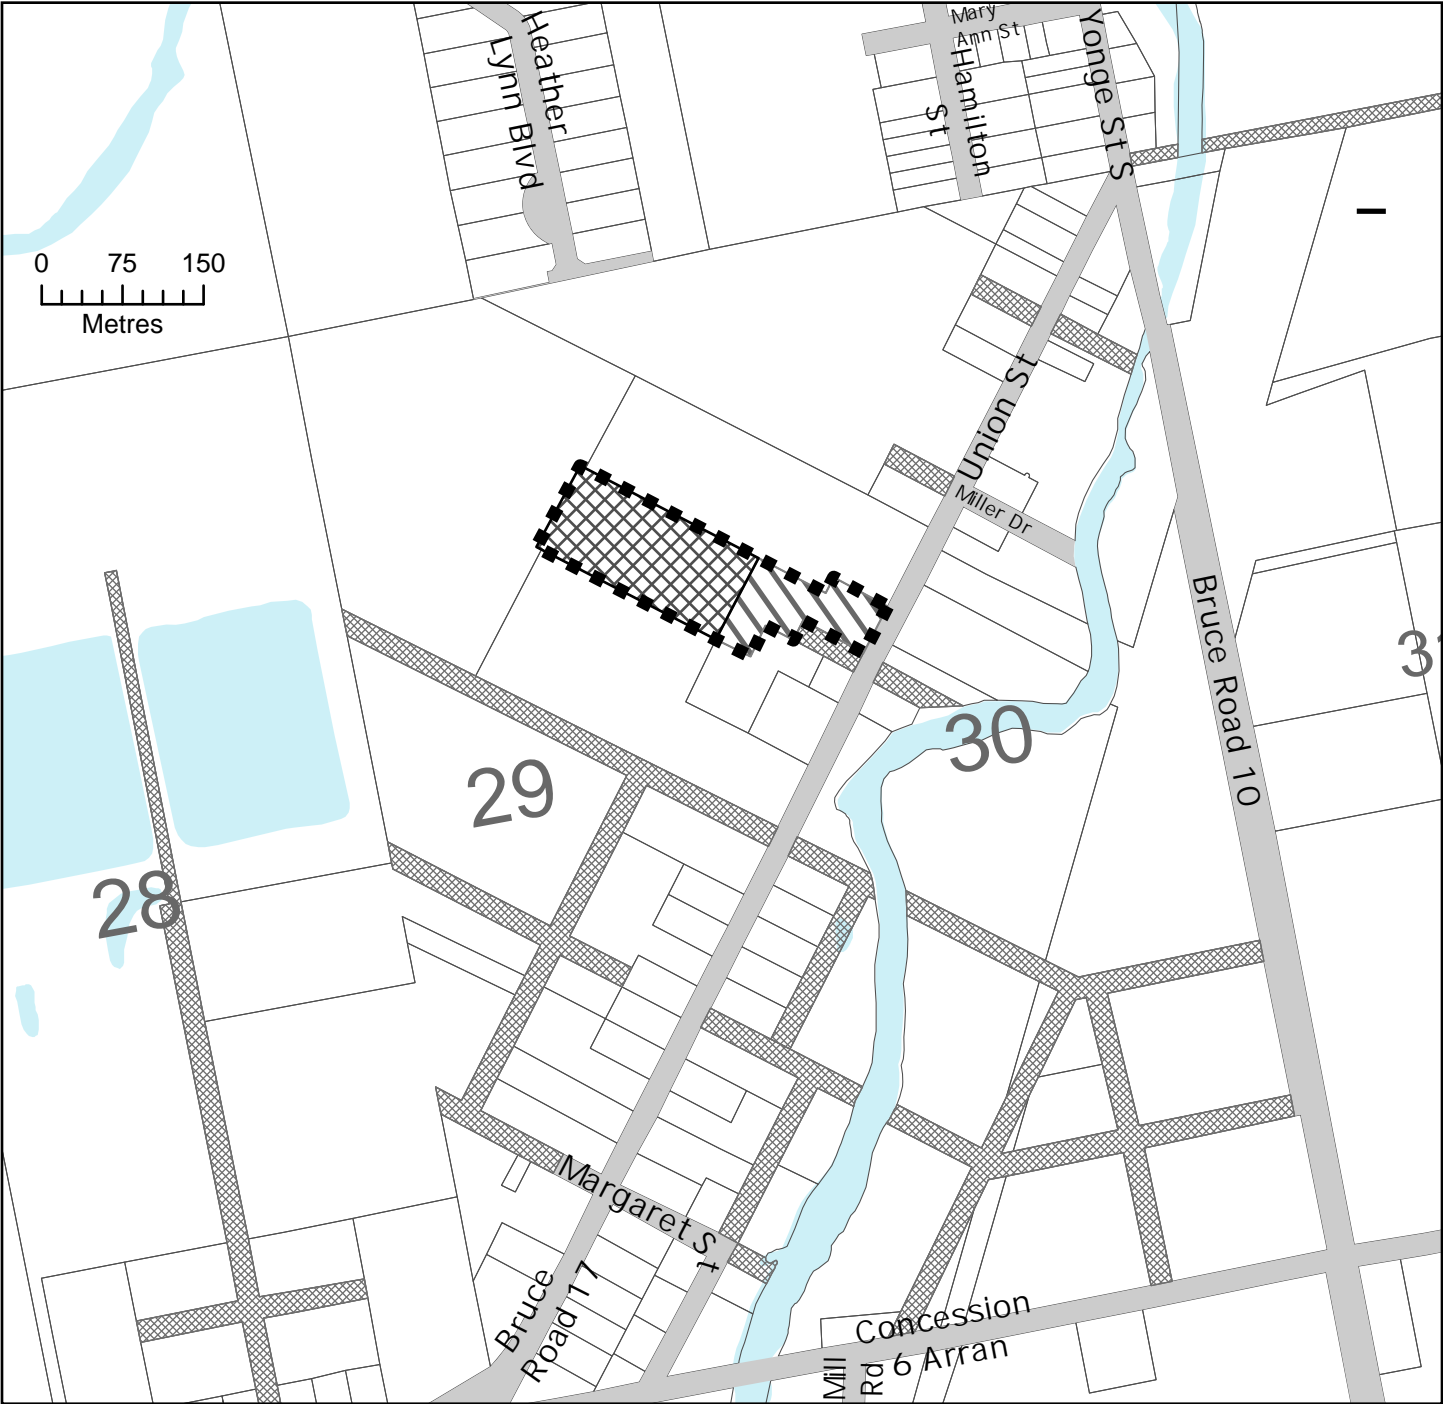 Mary
Ann St
Heather
Lynn Blvd
Hamilton
St
Yonge St S
0 75 150
Metres
Union St
Miller Dr
Bruce Road 10
30
29
28
Margaret St
Bruce
Road 17
Concession
6 Arran
Mill
Rd